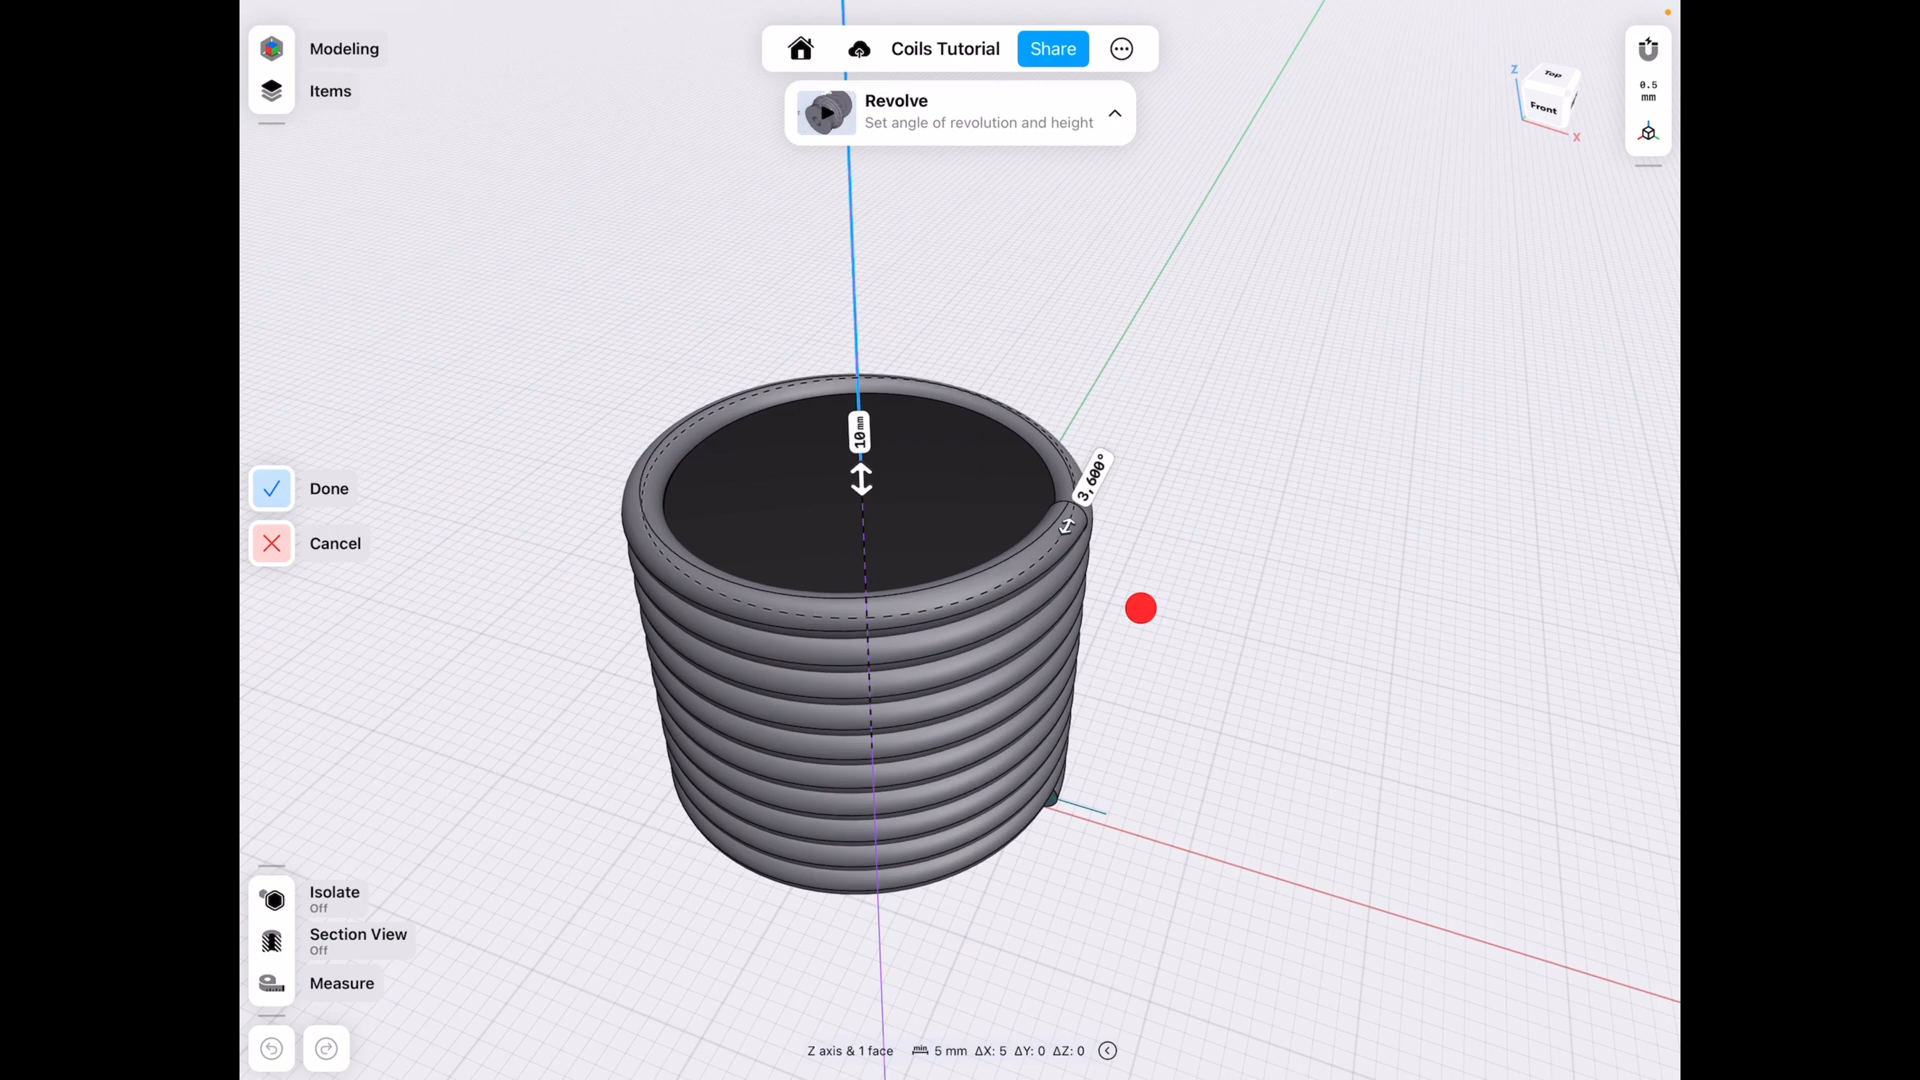 Modeling
Items
Coils Tutorial
Share
Revolve
Set angle of revolution and height
Top
Front
Z
X
0.5
mm
10 mm
3,600°
Done
Cancel
Isolate
Off
Section View
Off
Measure
Z axis & 1 face min 5 mm ΔX: 5 ΔY: 0 ΔZ: 0